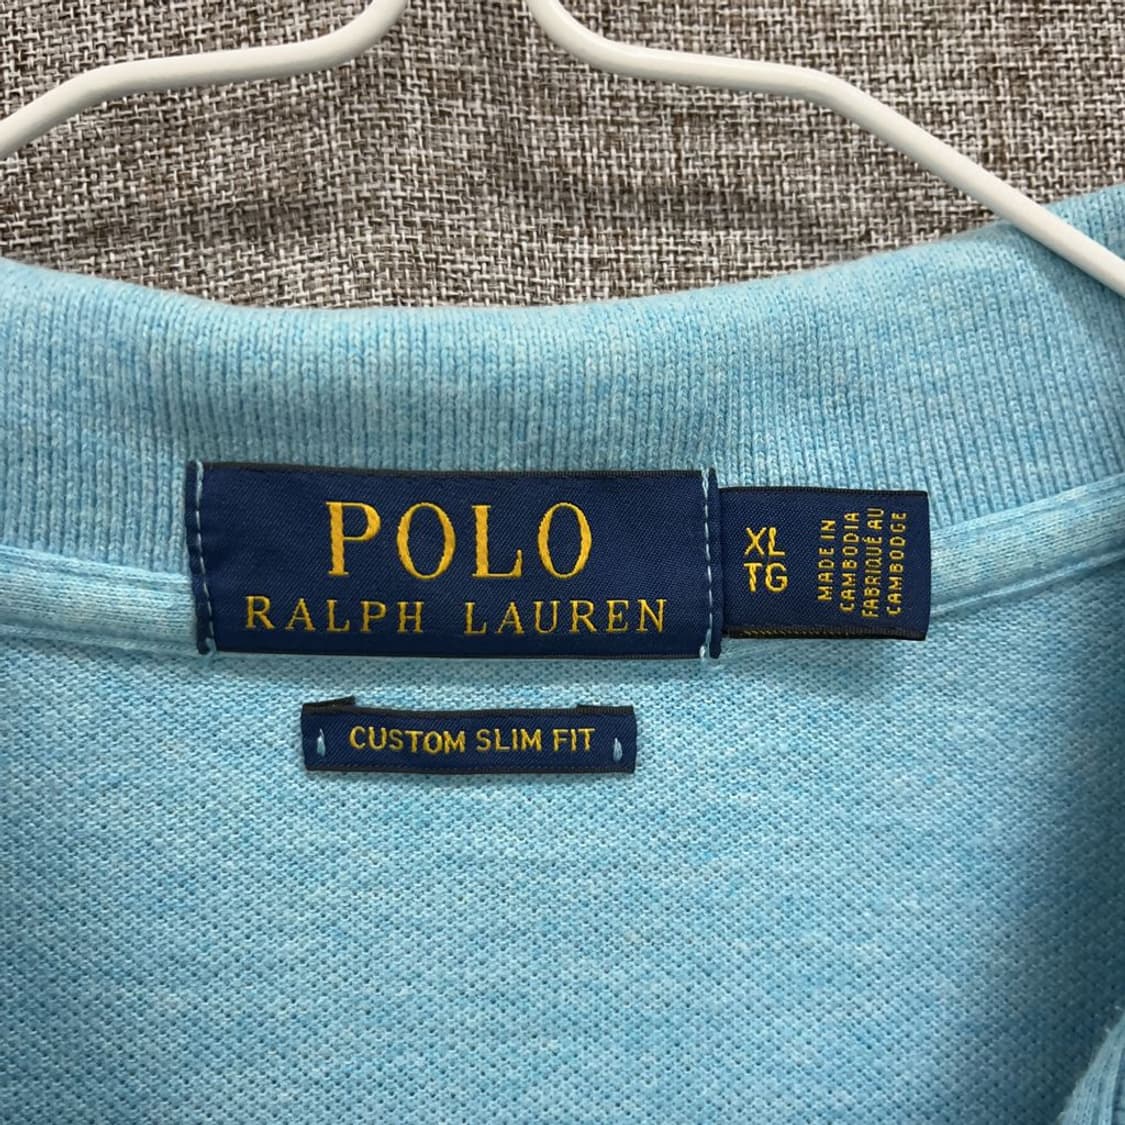 POLO
RALPH LAUREN
XL
TG
MADE IN
CAMBODIA
FABRIQUÉ AU
CAMBODGE
CUSTOM SLIM FIT